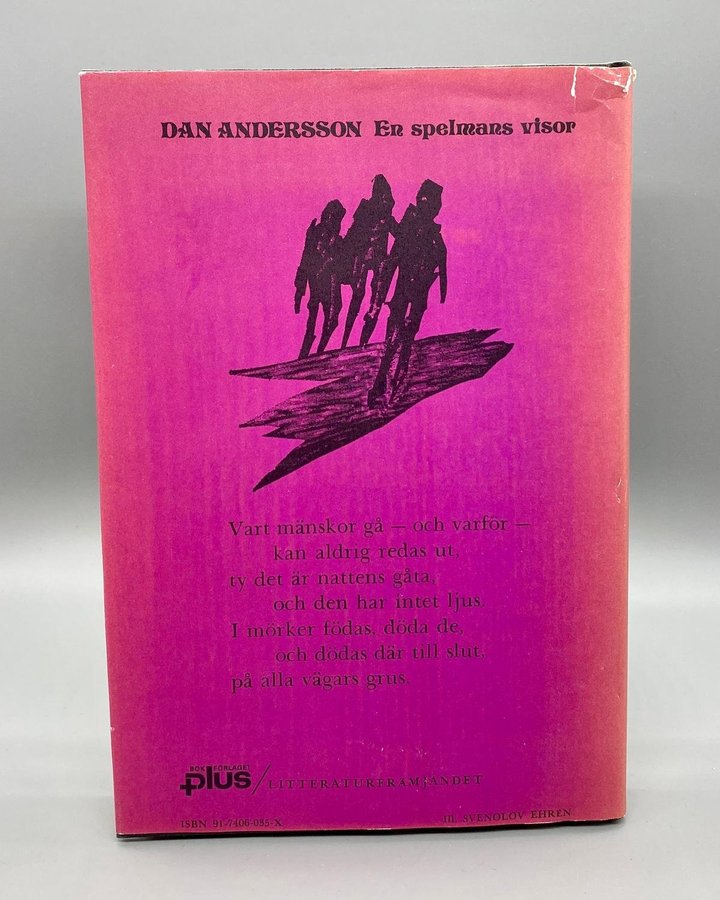 DAN ANDERSSON En spelmans visor
Vart mänskor gå — och varför —
kan aldrig redas ut,
ty det är nattens gåta,
och den har intet ljus.
I mörker födas, döda de,
och dödas där till slut,
på alla vägars grus.
BOKFÖRLAGET
plus / LITTERATURFRÄMJANDET
ISBN 91-7406-035-X
Ill. SVENOLOV EHRÉN